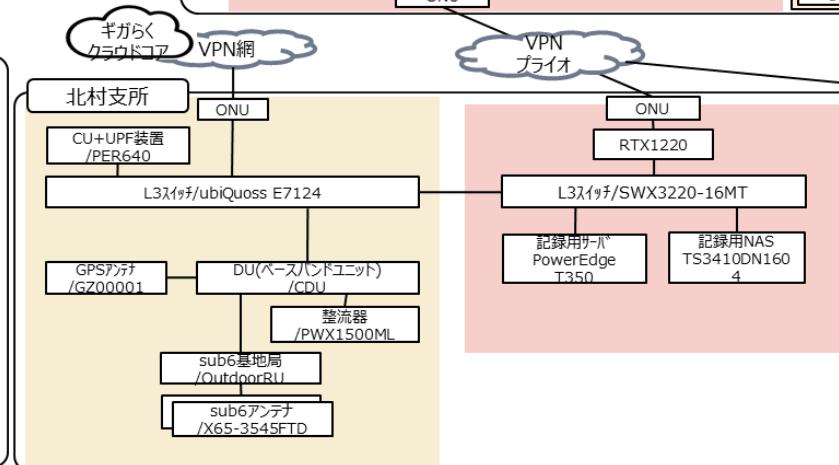 ONU
ギガらく
クラウドコア
VPN網
VPN
プライオ
北村支所
ONU
ONU
CU+UPF装置
/PER640
RTX1220
L3ｽｲｯﾁ/ubiQuoss E7124
L3ｽｲｯﾁ/SWX3220-16MT
記録用ｻｰﾊﾞ
PowerEdge
T350
記録用NAS
TS3410DN160
4
GPSｱﾝﾃﾅ
/GZ00001
DU(ベースバンドユニット)
/CDU
整流器
/PWX1500ML
sub6基地局
/OutdoorRU
sub6アンテナ
/X65-3545FTD